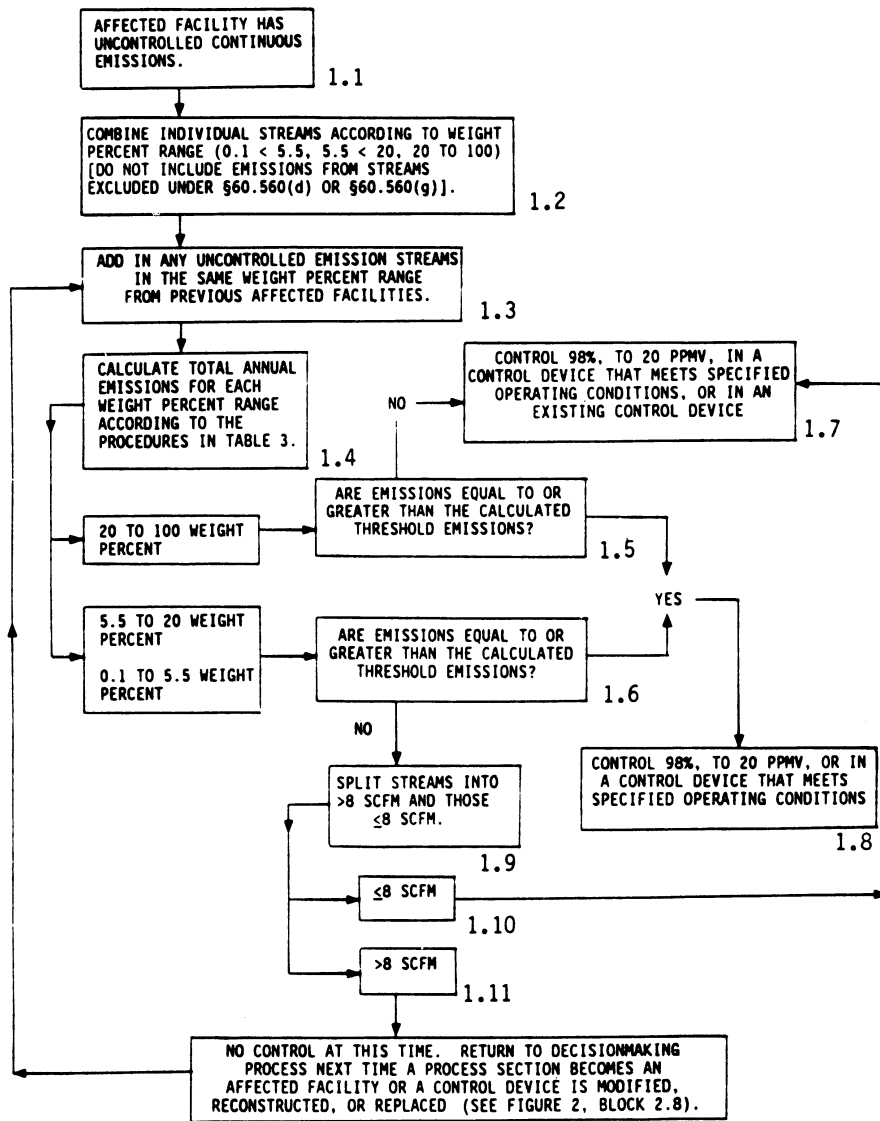 AFFECTED FACILITY HAS
UNCONTROLLED CONTINUOUS
EMISSIONS.
1.1
COMBINE INDIVIDUAL STREAMS ACCORDING TO WEIGHT
PERCENT RANGE (0.1 < 5.5, 5.5 < 20, 20 TO 100)
[DO NOT INCLUDE EMISSIONS FROM STREAMS
EXCLUDED UNDER §60.560(d) OR §60.560(g)].
1.2
ADD IN ANY UNCONTROLLED EMISSION STREAMS
IN THE SAME WEIGHT PERCENT RANGE
FROM PREVIOUS AFFECTED FACILITIES.
1.3
CALCULATE TOTAL ANNUAL
EMISSIONS FOR EACH
WEIGHT PERCENT RANGE
ACCORDING TO THE
PROCEDURES IN TABLE 3.
1.4
NO
CONTROL 98%, TO 20 PPMV, IN A
CONTROL DEVICE THAT MEETS SPECIFIED
OPERATING CONDITIONS, OR IN AN
EXISTING CONTROL DEVICE
1.7
20 TO 100 WEIGHT
PERCENT
ARE EMISSIONS EQUAL TO OR
GREATER THAN THE CALCULATED
THRESHOLD EMISSIONS?
1.5
YES
5.5 TO 20 WEIGHT
PERCENT
0.1 TO 5.5 WEIGHT
PERCENT
ARE EMISSIONS EQUAL TO OR
GREATER THAN THE CALCULATED
THRESHOLD EMISSIONS?
1.6
NO
CONTROL 98%, TO 20 PPMV, OR IN
A CONTROL DEVICE THAT MEETS
SPECIFIED OPERATING CONDITIONS
1.8
SPLIT STREAMS INTO
>8 SCFM AND THOSE
≤8 SCFM.
1.9
≤8 SCFM
1.10
>8 SCFM
1.11
NO CONTROL AT THIS TIME. RETURN TO DECISIONMAKING
PROCESS NEXT TIME A PROCESS SECTION BECOMES AN
AFFECTED FACILITY OR A CONTROL DEVICE IS MODIFIED,
RECONSTRUCTED, OR REPLACED (SEE FIGURE 2, BLOCK 2.8).